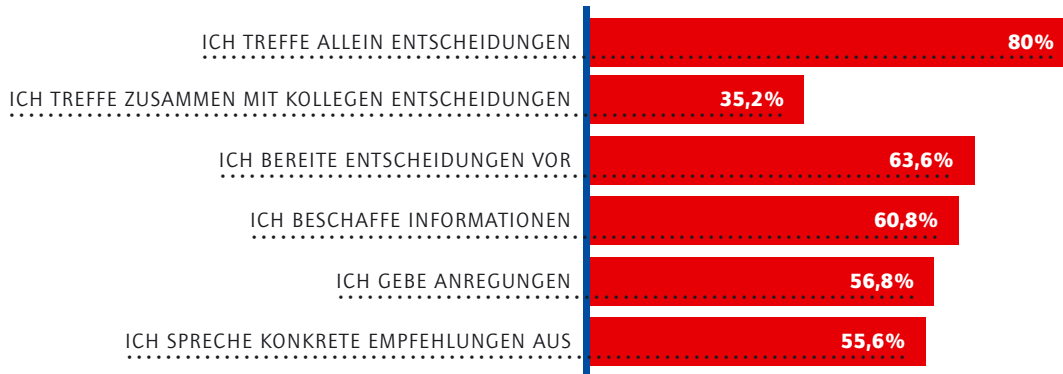 ICH TREFFE ALLEIN ENTSCHEIDUNGEN 80%
ICH TREFFE ZUSAMMEN MIT KOLLEGEN ENTSCHEIDUNGEN 35,2%
ICH BEREITE ENTSCHEIDUNGEN VOR 63,6%
ICH BESCHAFFE INFORMATIONEN 60,8%
ICH GEBE ANREGUNGEN 56,8%
ICH SPRECHE KONKRETE EMPFEHLUNGEN AUS 55,6%